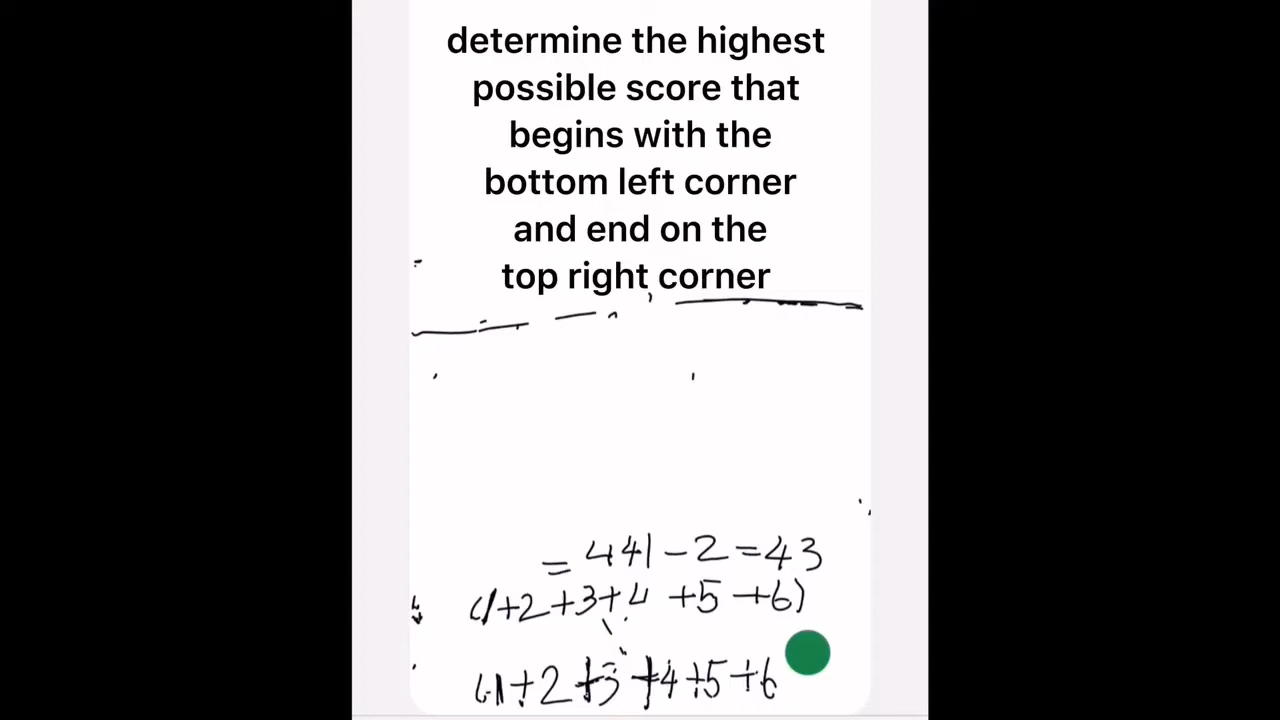 determine the highest
possible score that
begins with the
bottom left corner
and end on the
top right corner
= 441 - 2 = 43
(1+2+3+4 +5 +6)
1+2+3+4+5+6